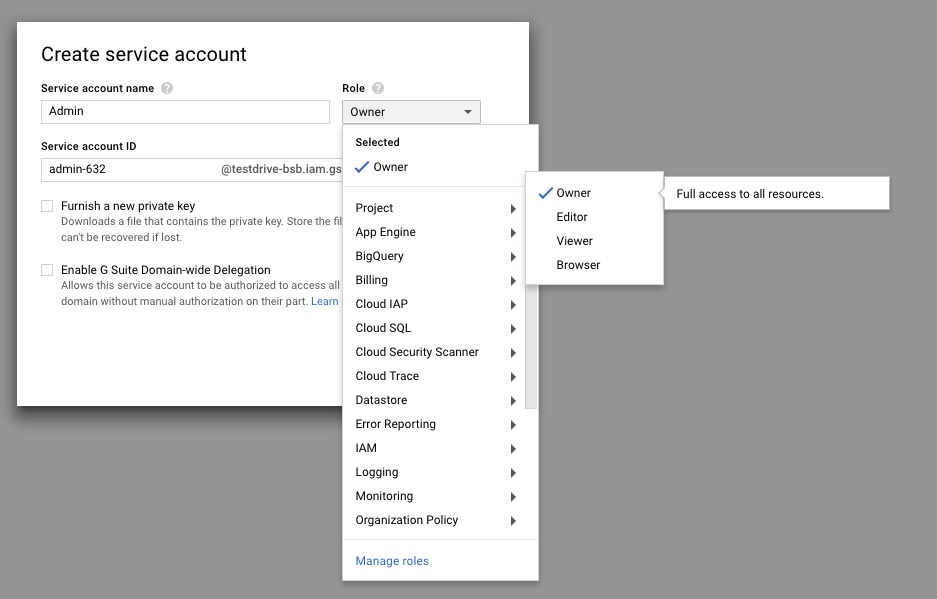 Create service account
Service account name ?
Role ?
Admin
Owner
Service account ID
admin-632 @testdrive-bsb.iam.gs
Furnish a new private key
Downloads a file that contains the private key. Store the fil
can't be recovered if lost.
Enable G Suite Domain-wide Delegation
Allows this service account to be authorized to access all
domain without manual authorization on their part. Learn
Selected
Owner
Project
App Engine
BigQuery
Billing
Cloud IAP
Cloud SQL
Cloud Security Scanner
Cloud Trace
Datastore
Error Reporting
IAM
Logging
Monitoring
Organization Policy
Manage roles
Owner
Editor
Viewer
Browser
Full access to all resources.